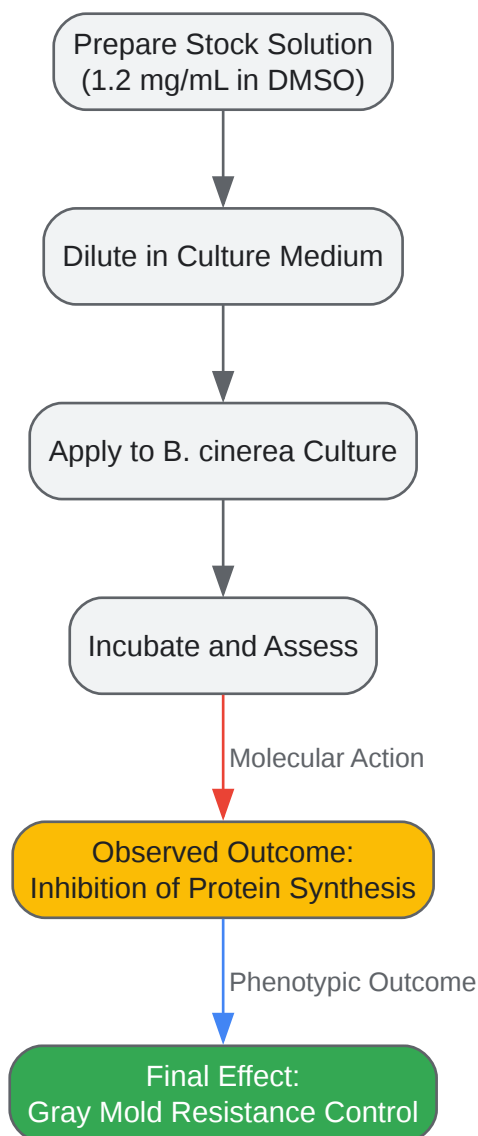 Prepare Stock Solution
(1.2 mg/mL in DMSO)
Dilute in Culture Medium
Apply to B. cinerea Culture
Incubate and Assess
Molecular Action
Observed Outcome:
Inhibition of Protein Synthesis
Phenotypic Outcome
Final Effect:
Gray Mold Resistance Control